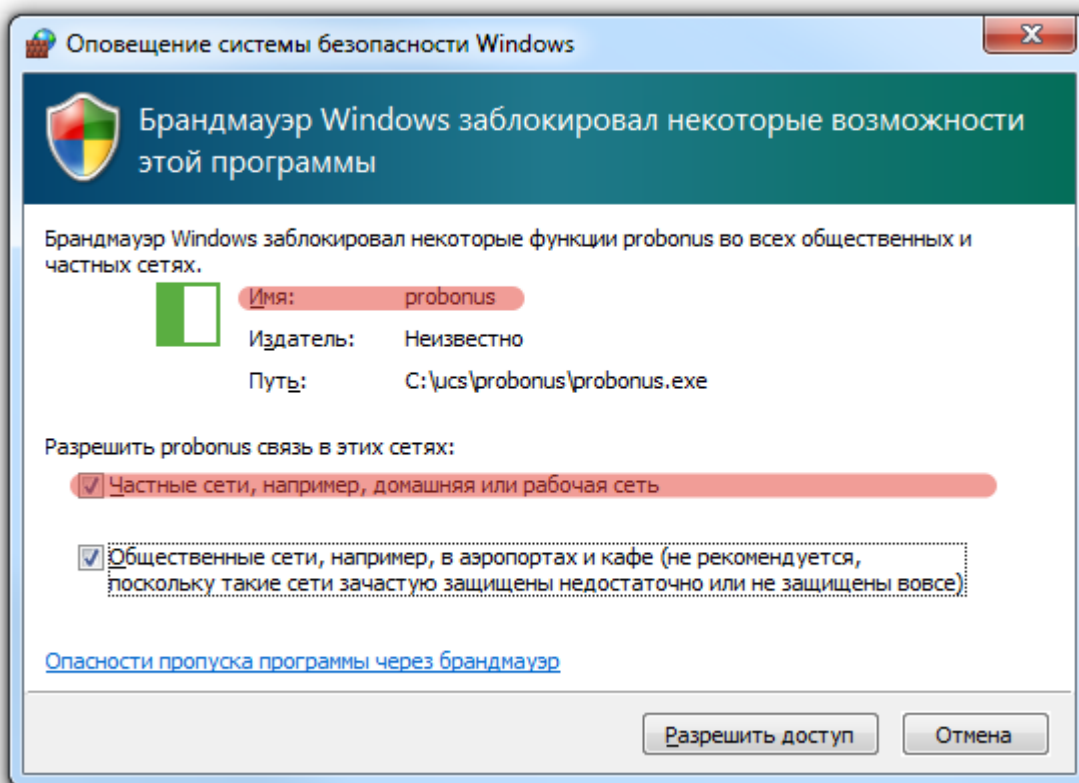 Оповещение системы безопасности Windows
Брандмауэр Windows заблокировал некоторые возможности
этой программы
Брандмауэр Windows заблокировал некоторые функции probonus во всех общественных и
частных сетях.
Имя: probonus
Издатель: Неизвестно
Путь: C:\ucs\probonus\probonus.exe
Разрешить probonus связь в этих сетях:
Частные сети, например, домашняя или рабочая сеть
Общественные сети, например, в аэропортах и кафе (не рекомендуется,
поскольку такие сети зачастую защищены недостаточно или не защищены вовсе)
Опасности пропуска программы через брандмауэр
Разрешить доступ Отмена